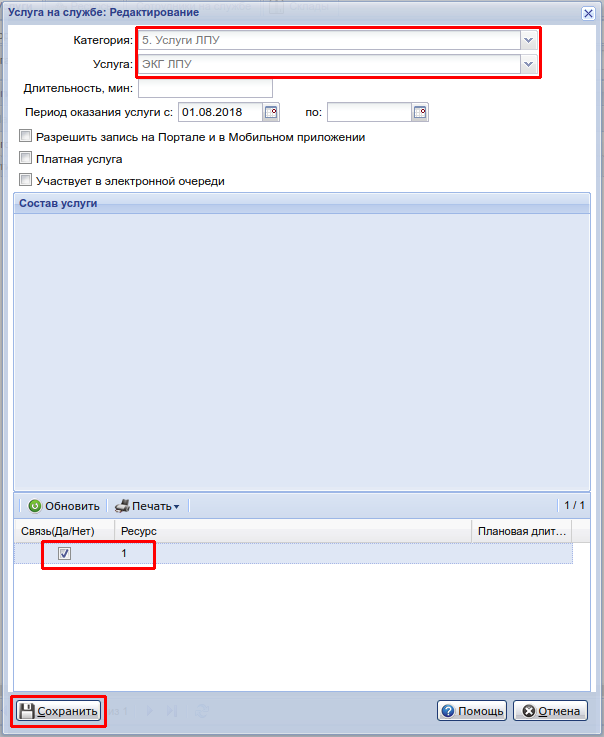 Услуга на службе: Редактирование
Категория: 5. Услуги ЛПУ
Услуга: ЭКГ ЛПУ
Длительность, мин:
Период оказания услуги с: 01.08.2018 по:
Разрешить запись на Портале и в Мобильном приложении
Платная услуга
Участвует в электронной очереди
Состав услуги
Обновить Печать 1 / 1
Связь(Да/Нет) Ресурс Плановая длит...
1
Сохранить Помощь Отмена